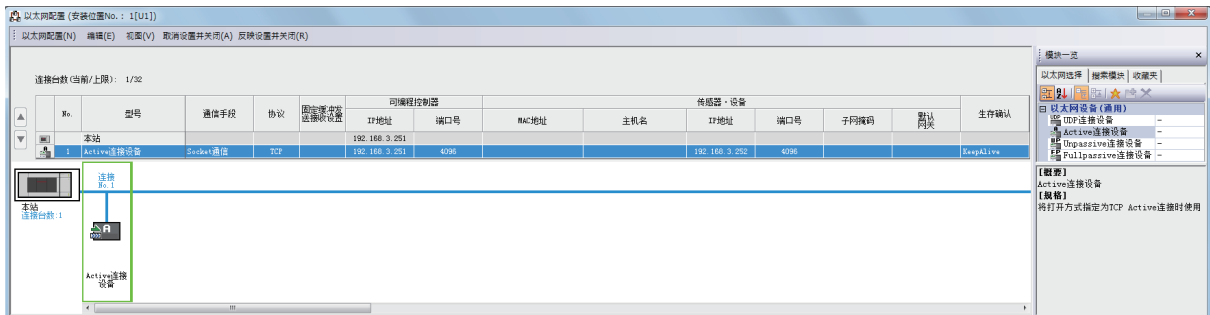 以太网配置 (安装位置No.: 1[U1])
以太网配置(N) 编辑(E) 视图(V) 取消设置并关闭(A) 反映设置并关闭(R)
连接台数(当前/上限): 1/32
No. 型号 通信手段 协议 固定缓冲发送接收设置 可编程控制器 传感器·设备 生存确认
IP地址 端口号 MAC地址 主机名 IP地址 端口号 子网掩码 默认网关
本站 192.168.3.251
1 Active连接设备 Socket通信 TCP 192.168.3.251 4096 192.168.3.252 4096 KeepAlive
连接
No.1
本站
连接台数:1
A
Active连接
设备
模块一览
以太网选择 搜索模块 收藏夹
以太网设备(通用)
UDP连接设备 -
Active连接设备 -
Unpassive连接设备 -
Fullpassive连接设备 -
【概要】
Active连接设备
【规格】
将打开方式指定为TCP Active连接时使用